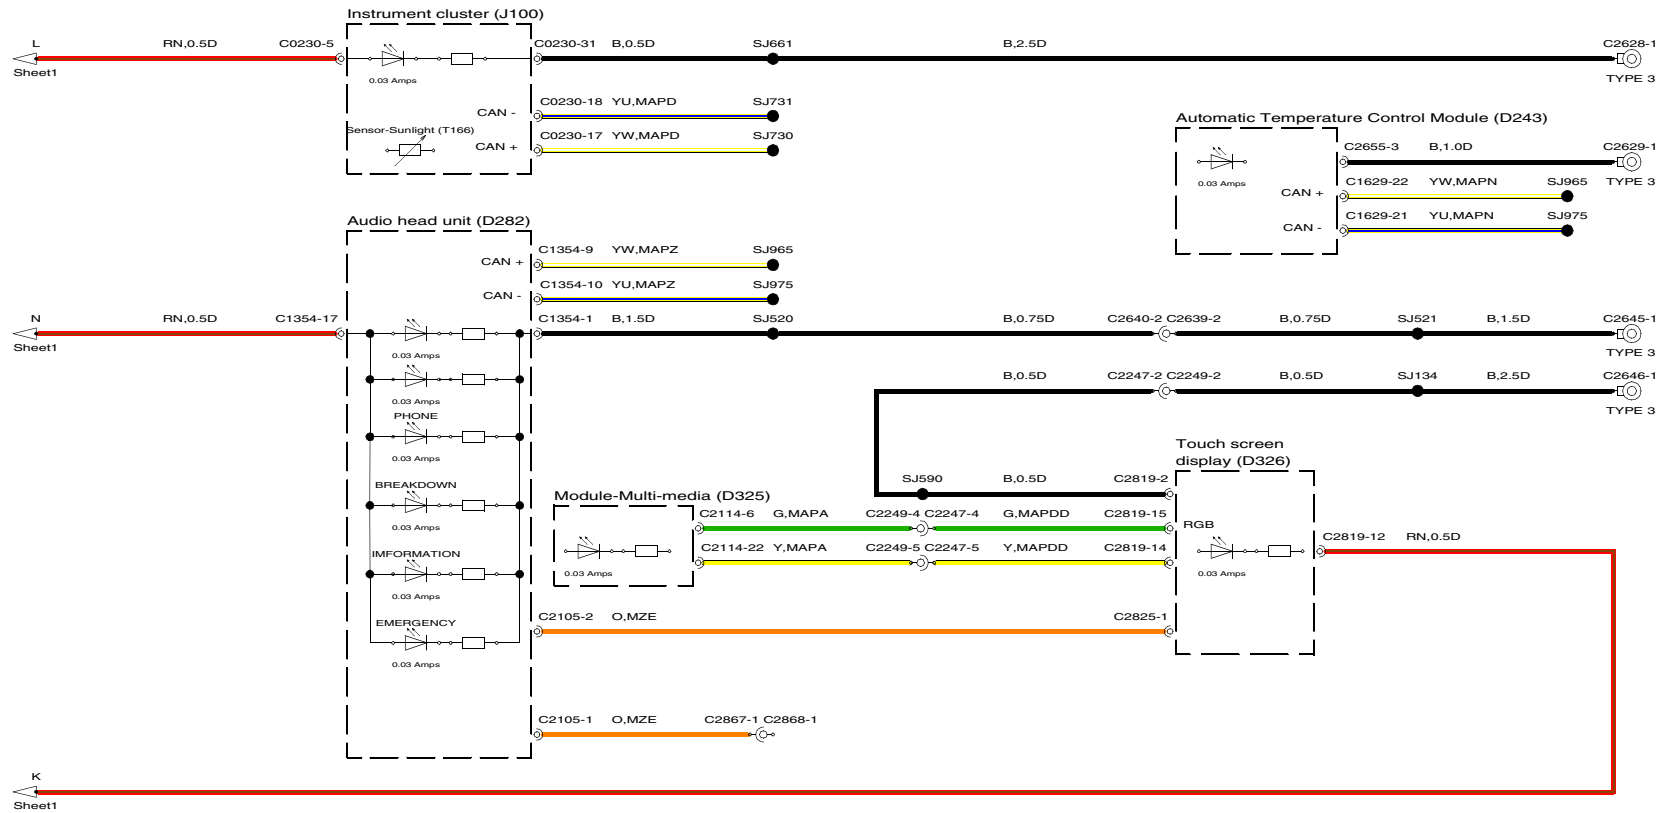 Instrument cluster (J100)
L RN,0.5D C0230-5 C0230-31 B,0.5D SJ661 B,2.5D C2628-1
Sheet1 0.03 Amps TYPE 3
CAN - C0230-18 YU,MAPD SJ731
Sensor-Sunlight (T166)
CAN + C0230-17 YW,MAPD SJ730
Automatic Temperature Control Module (D243)
C2655-3 B,1.0D C2629-1
0.03 Amps TYPE 3
CAN + C1629-22 YW,MAPN SJ965
CAN - C1629-21 YU,MAPN SJ975
Audio head unit (D282)
CAN + C1354-9 YW,MAPZ SJ965
CAN - C1354-10 YU,MAPZ SJ975
N RN,0.5D C1354-17 C1354-1 B,1.5D SJ520 B,0.75D C2640-2 C2639-2 B,0.75D SJ521 B,1.5D C2645-1
Sheet1 0.03 Amps TYPE 3
B,0.5D C2247-2 C2249-2 B,0.5D SJ134 B,2.5D C2646-1
0.03 Amps TYPE 3
PHONE
0.03 Amps
Touch screen
display (D326)
BREAKDOWN
0.03 Amps
SJ590 B,0.5D C2819-2
Module-Multi-media (D325)
C2114-6 G,MAPA C2249-4 C2247-4 G,MAPDD C2819-15 RGB
C2819-12 RN,0.5D
IMFORMATION
0.03 Amps
C2114-22 Y,MAPA C2249-5 C2247-5 Y,MAPDD C2819-14
0.03 Amps 0.03 Amps
EMERGENCY
0.03 Amps
C2105-2 O,MZE C2825-1
C2105-1 O,MZE C2867-1 C2868-1
K
Sheet1